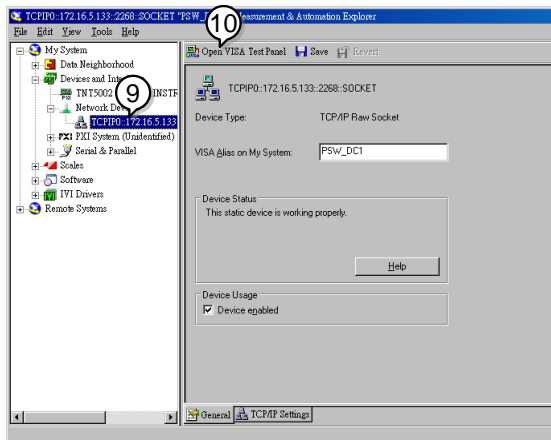 TCPIP0::172.16.5.133::2268::SOCKET "PSW_ Measurement & Automation Explorer
10
File Edit View Tools Help
My System
Data Neighborhood
Devices and Inte
TNT5002 INSTR
9
Network De
TCPIP0::172.16.5.133
PXI PXI System (Unidentified)
Serial & Parallel
Scales
Software
IVI Drivers
Remote Systems
Open VISA Test Panel Save Revert
TCPIP0::172.16.5.133::2268::SOCKET
Device Type: TCP/IP Raw Socket
VISA Alias on My System: PSW_DC1
Device Status
This static device is working properly.
Help
Device Usage
Device enabled
General TCP/IP Settings